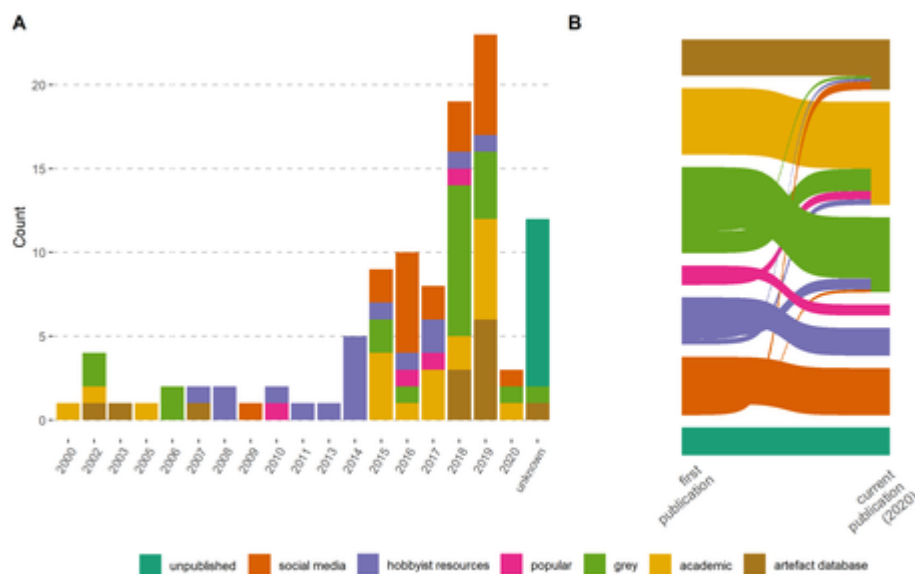 A
B
Count
20
15
10
5
0
2000
2002
2003
2005
2006
2007
2008
2009
2010
2011
2013
2014
2015
2016
2017
2018
2019
2020
unknown
first
publication
current
publication
(2020)
unpublished social media hobbyist resources popular grey academic artefact database